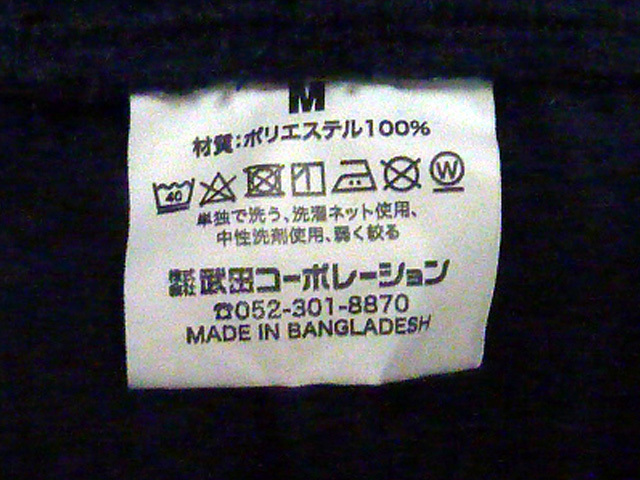 M
材質:ポリエステル100%
40 W
単独で洗う、洗濯ネット使用、
中性洗剤使用、弱く絞る
株式会社 武田コーポレーション
☎052-301-8870
MADE IN BANGLADESH